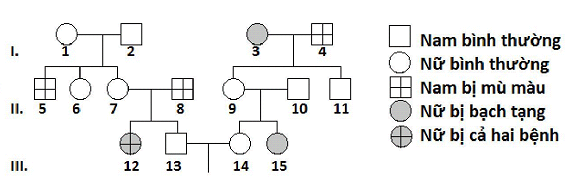 I.
1 2 3 4
Nam bình thường
Nữ bình thường
Nam bị mù màu
Nữ bị bạch tạng
Nữ bị cả hai bệnh
II.
5 6 7 8 9 10 11
12 13 14 15
III.